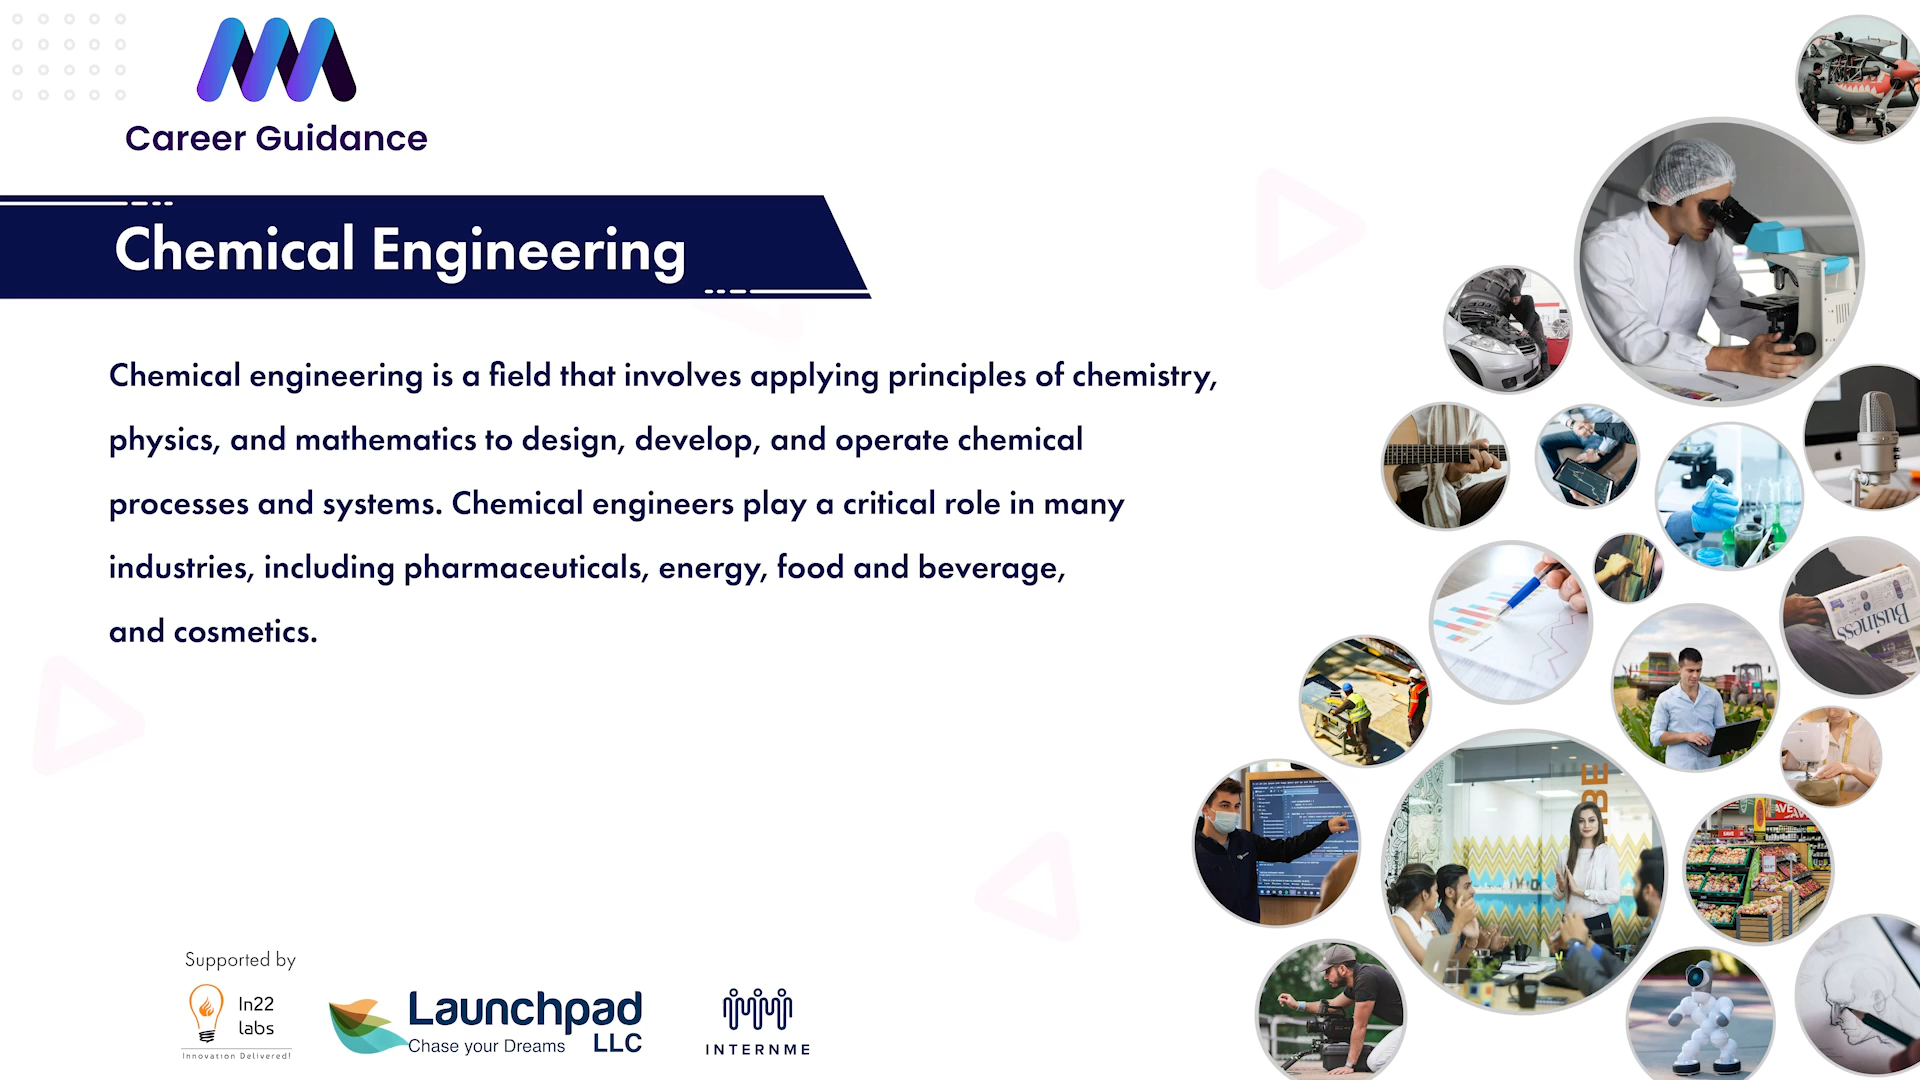 Career Guidance
Chemical Engineering
Chemical engineering is a field that involves applying principles of chemistry,
physics, and mathematics to design, develop, and operate chemical
processes and systems. Chemical engineers play a critical role in many
industries, including pharmaceuticals, energy, food and beverage,
and cosmetics.
Supported by
In22
labs
Innovation Delivered!
Launchpad
Chase your Dreams LLC
INTERNME
Business
SAVE